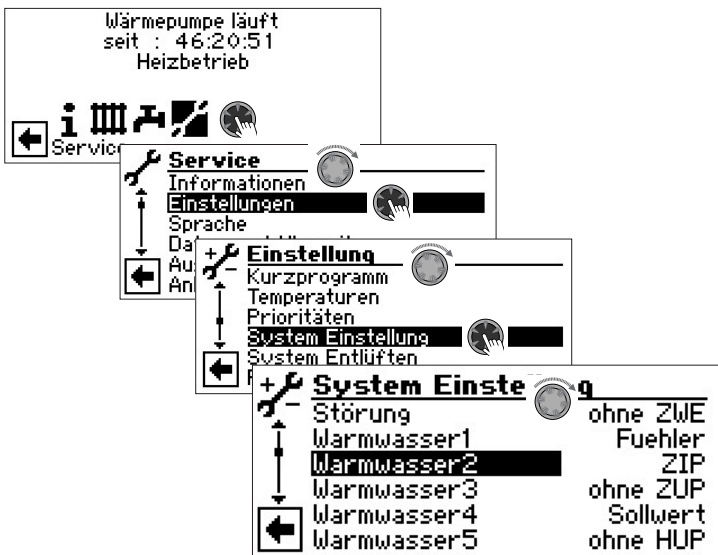 Wärmepumpe läuft
seit : 46:20:51
Heizbetrieb
Service
Service
Informationen
Einstellungen
Sprache
Einstellung
Kurzprogramm
Temperaturen
Prioritäten
System Einstellung
System Entlüften
System Einste g
Störung ohne ZWE
Warmwasser1 Fuehler
Warmwasser2 ZIP
Warmwasser3 ohne ZUP
Warmwasser4 Sollwert
Warmwasser5 ohne HUP